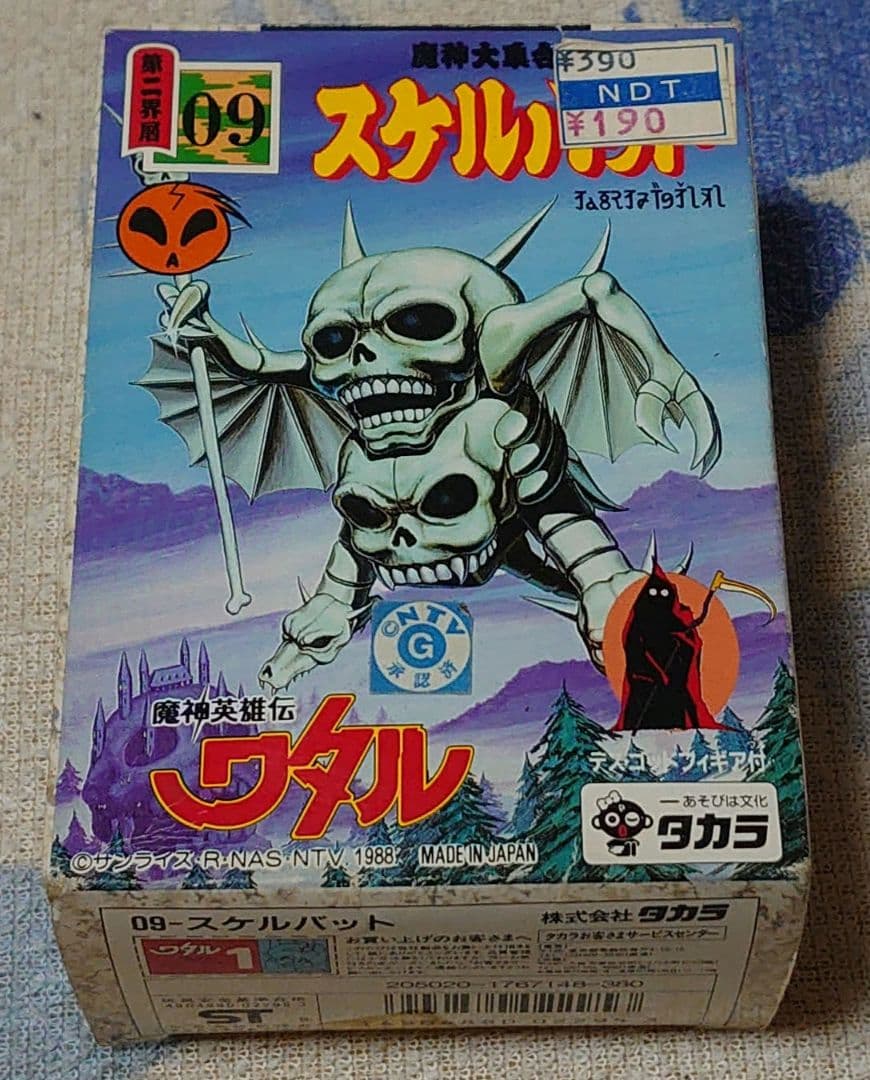 第二界層
09
魔神大集合
¥390
NDT
¥190
スケルバット
魔神英雄伝
ワタル
©NTV
G
承認済
デスゴッドフィギア付
一あそびは文化
タカラ
©サンライズ・R・NAS・NTV. 1988
MADE IN JAPAN
09-スケルバット
株式会社 タカラ
ワタル 1
お買い上げのお客さまへ
タカラお客さまサービスセンター
205020-1767148-380
ST